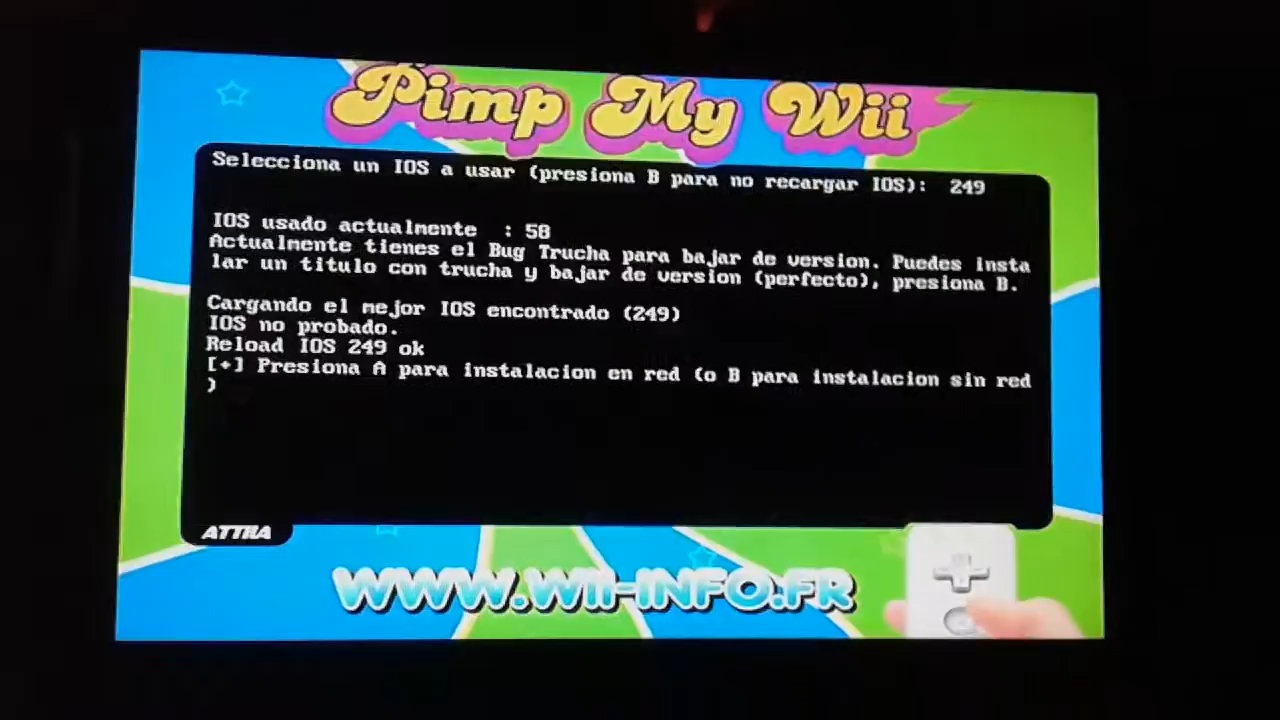 Pimp My Wii
Selecciona un IOS a usar (presiona B para no recargar IOS): 249
IOS usado actualmente : 58
Actualmente tienes el Bug Trucha para bajar de version. Puedes insta
lar un titulo con trucha y bajar de version (perfecto), presiona B.
Cargando el mejor IOS encontrado (249)
IOS no probado.
Reload IOS 249 ok
[+] Presiona A para instalacion en red (o B para instalacion sin red
)
ATTILA
WWW.WII-INFO.FR